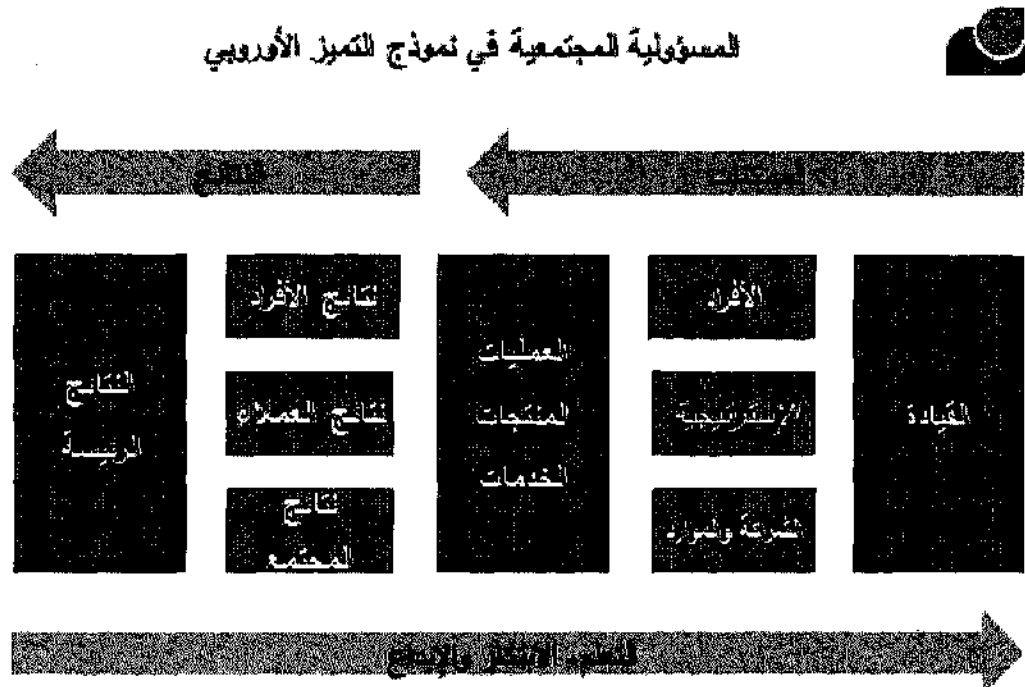 المسؤولية المجتمعية في نموذج التميز الأوروبي
الممكنات
النتائج
القيادة
الأفراد
الإستراتيجية
الشركة والموارد
العمليات
المنتجات
الخدمات
نتائج الأفراد
نتائج العملاء
نتائج
المجتمع
النتائج
الرئيسة
التعلم، الابتكار والإبداع